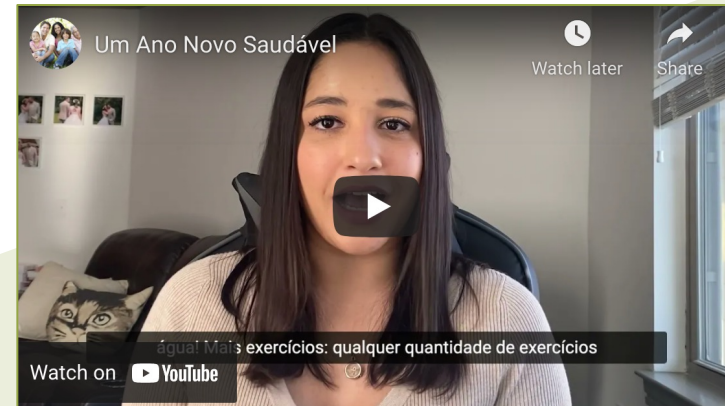 Um Ano Novo Saudável
Watch later
Share
água! Mais exercícios: qualquer quantidade de exercícios
Watch on YouTube